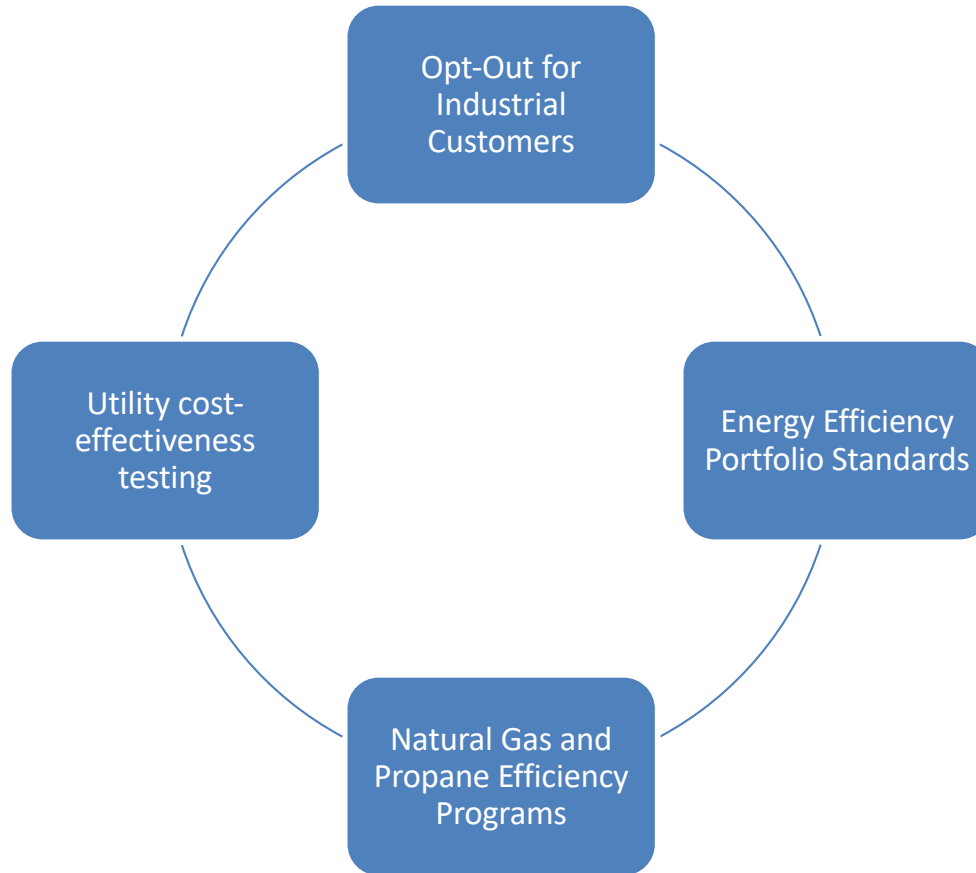 Opt-Out for
Industrial
Customers
Utility cost-
effectiveness
testing
Energy Efficiency
Portfolio Standards
Natural Gas and
Propane Efficiency
Programs